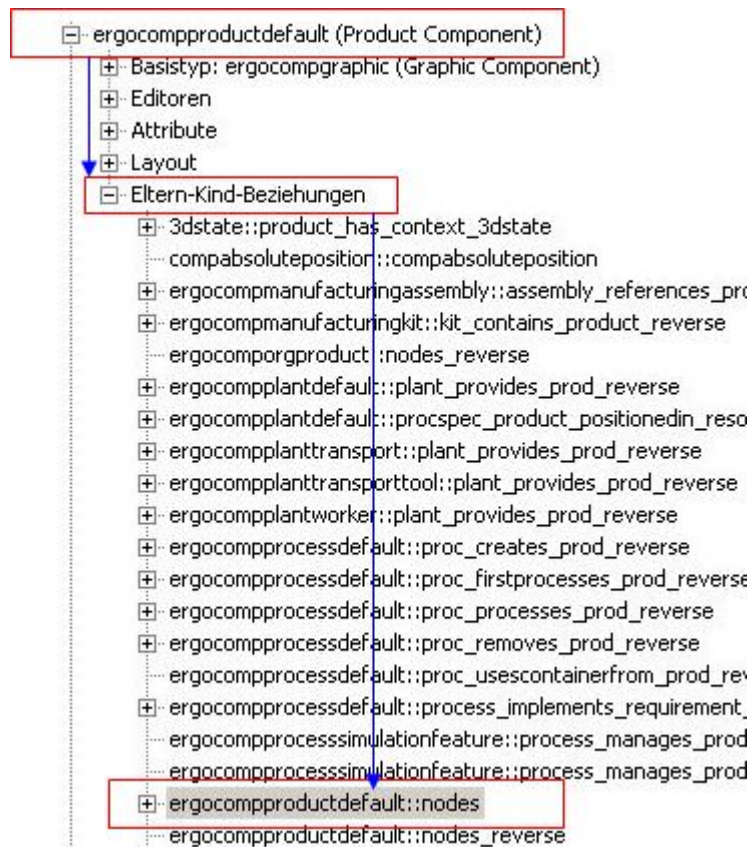 ergocompproductdefault (Product Component)
Basistyp: ergocompgraphic (Graphic Component)
Editoren
Attribute
Layout
Eltern-Kind-Beziehungen
3dstate::product_has_context_3dstate
compabsoluteposition::compabsoluteposition
ergocompmanufacturingassembly::assembly_references_pro
ergocompmanufacturingkit::kit_contains_product_reverse
ergocomporgproduct::nodes_reverse
ergocompplantdefault::plant_provides_prod_reverse
ergocompplantdefault::procspec_product_positionedin_reso
ergocompplanttransport::plant_provides_prod_reverse
ergocompplanttransporttool::plant_provides_prod_reverse
ergocompplantworker::plant_provides_prod_reverse
ergocompprocessdefault::proc_creates_prod_reverse
ergocompprocessdefault::proc_firstprocesses_prod_reverse
ergocompprocessdefault::proc_processes_prod_reverse
ergocompprocessdefault::proc_removes_prod_reverse
ergocompprocessdefault::proc_usescontainerfrom_prod_rev
ergocompprocessdefault::process_implements_requirement_
ergocompprocesssimulationfeature::process_manages_prod
ergocompprocesssimulationfeature::process_manages_prod
ergocompproductdefault::nodes
ergocompproductdefault::nodes_reverse